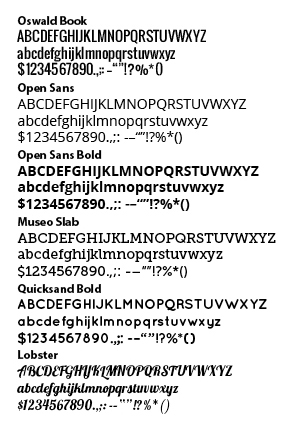 Oswald Book
ABCDEFGHIJKLMNOPQRSTUVWXYZ
abcdefghijklmnopqrstuvwxyz
$1234567890.,;: -–“”!?%*()
Open Sans
ABCDEFGHIJKLMNOPQRSTUVWXYZ
abcdefghijklmnopqrstuvwxyz
$1234567890.,;: -–“”!?%*()
Open Sans Bold
ABCDEFGHIJKLMNOPQRSTUVWXYZ
abcdefghijklmnopqrstuvwxyz
$1234567890.,;: -–“”!?%*()
Museo Slab
ABCDEFGHIJKLMNOPQRSTUVWXYZ
abcdefghijklmnopqrstuvwxyz
$1234567890.,;: -–“”!?%*()
Quicksand Bold
ABCDEFGHIJKLMNOPQRSTUVWXYZ
abcdefghijklmnopqrstuvwxyz
$1234567890.,;: -–“”!?%*()
Lobster
ABCDEFGHIJKLMNOPQRSTUVWXYZ
abcdefghijklmnopqrstuvwxyz
$1234567890.,;: -–“”!?%*()